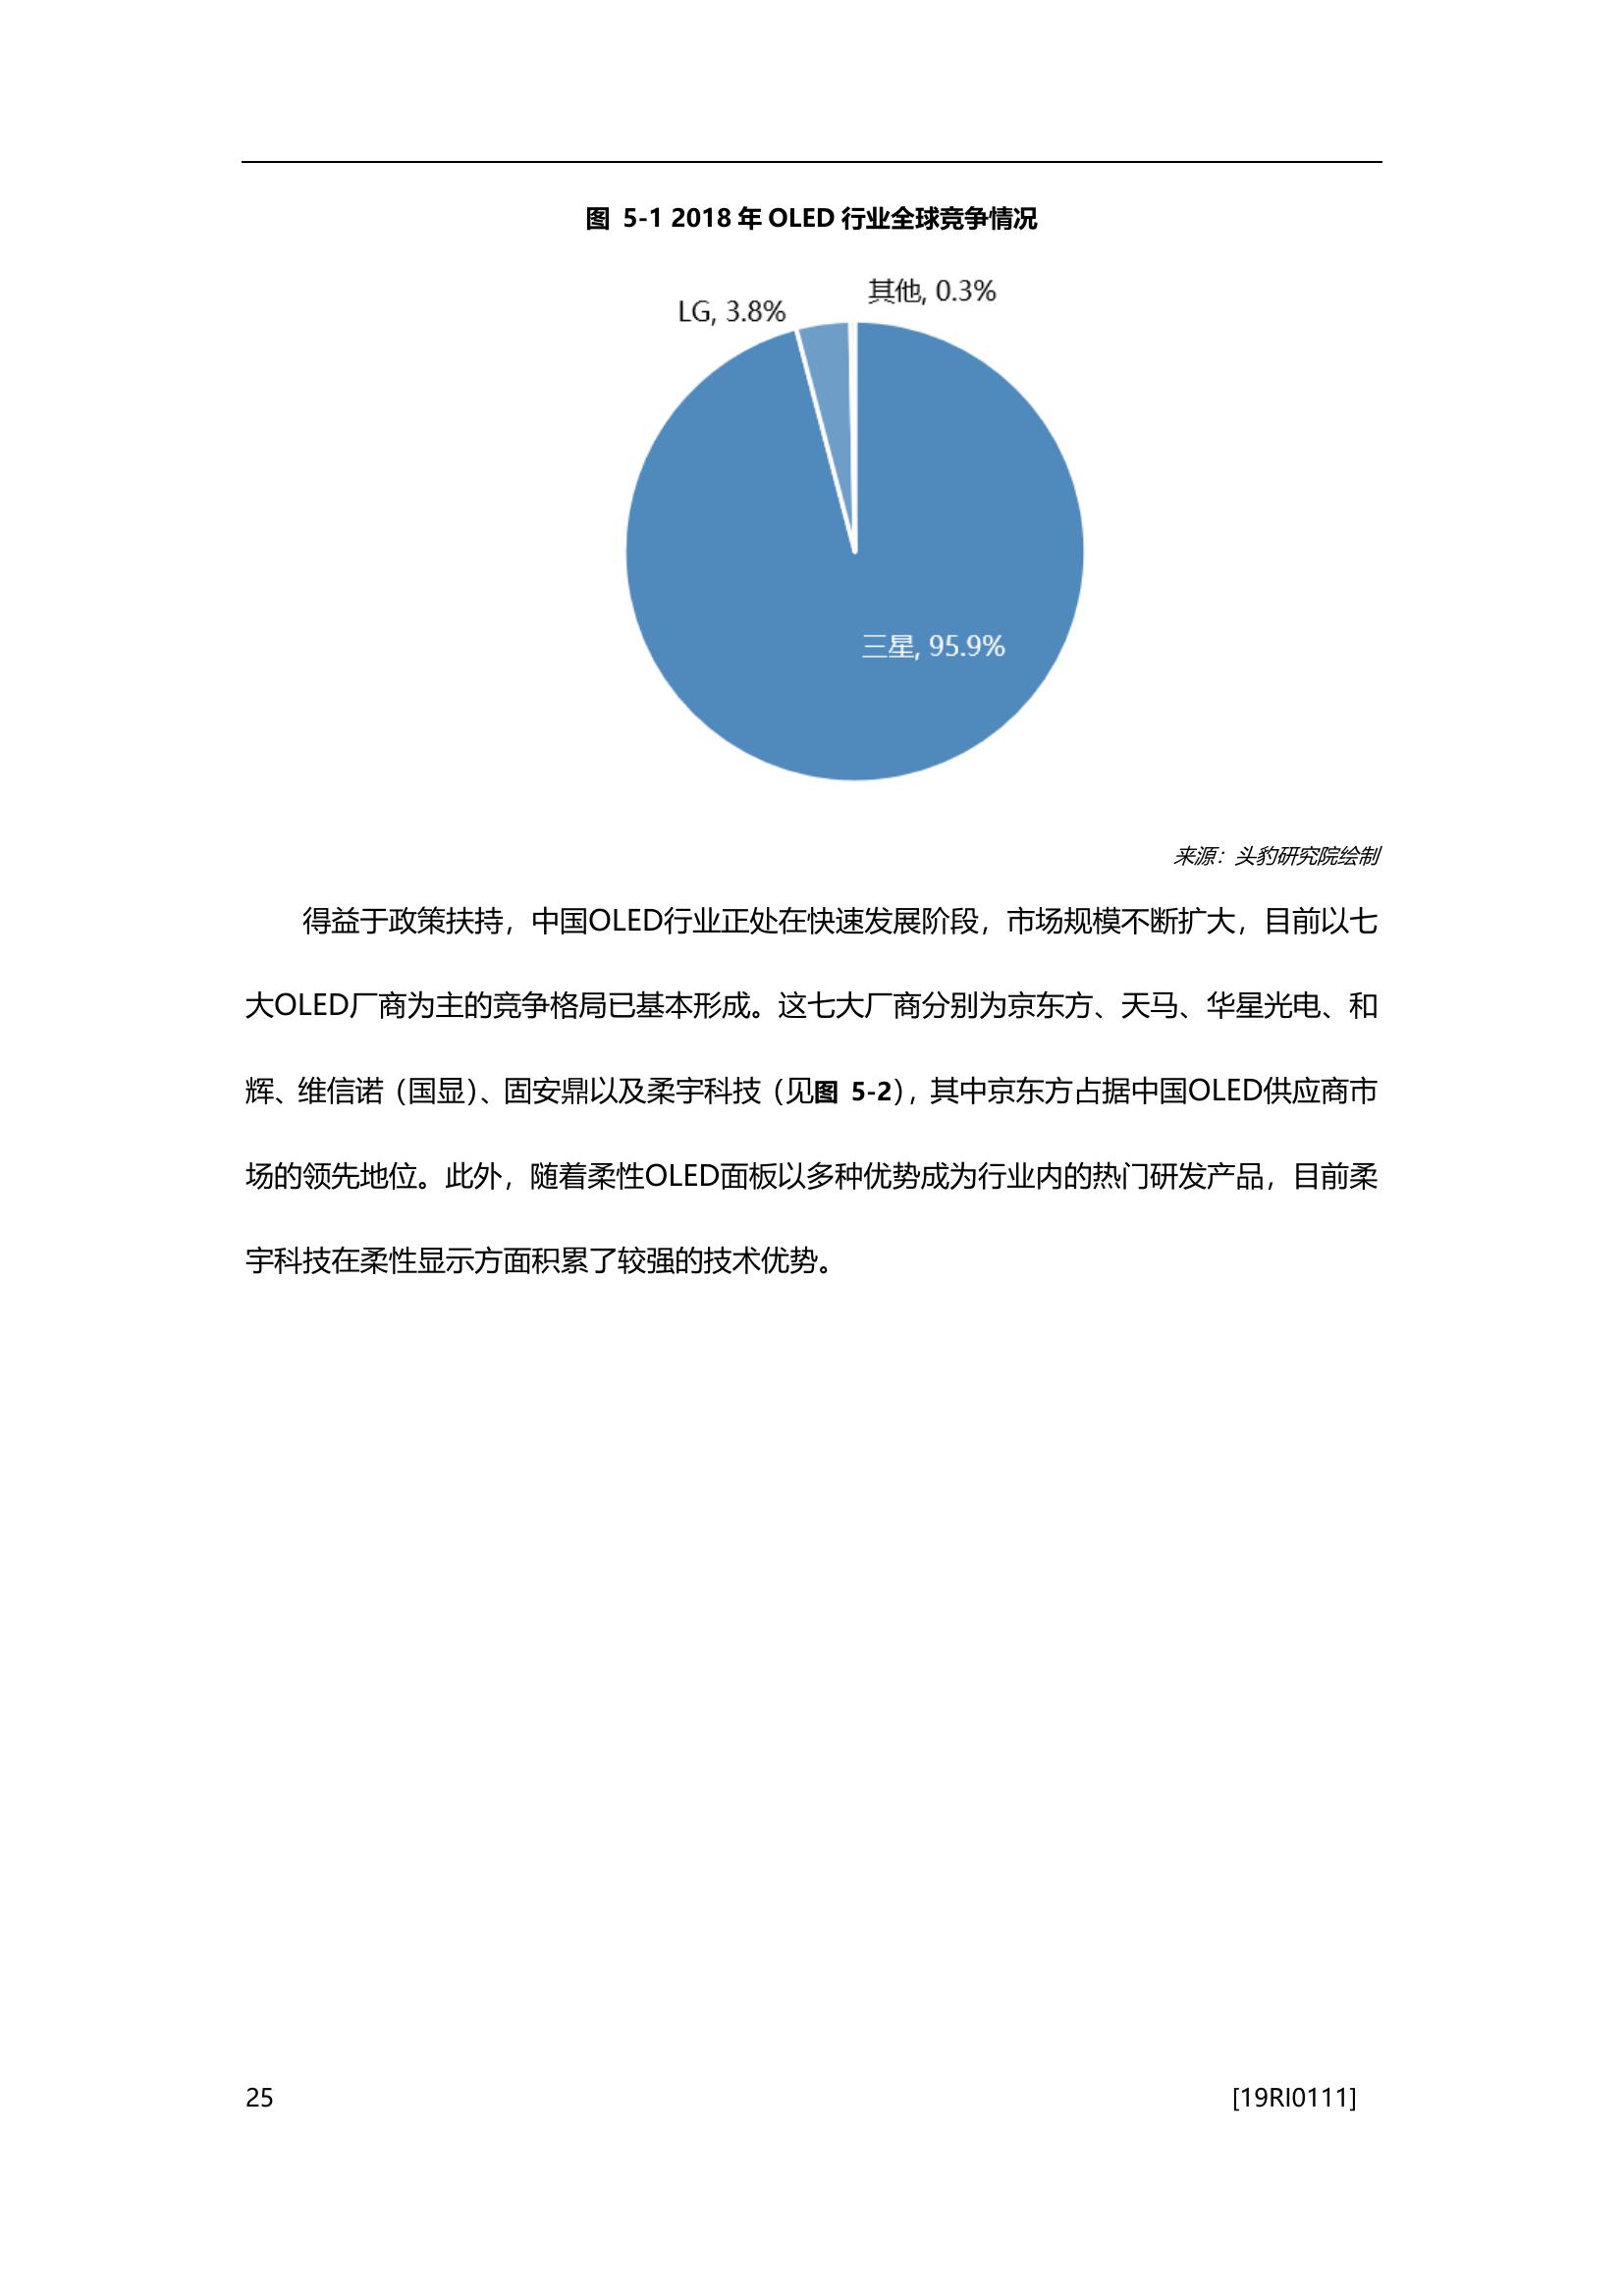 图 5-1 2018 年 OLED 行业全球竞争情况
其他, 0.3%
LG, 3.8%
三星, 95.9%
来源：头豹研究院绘制
得益于政策扶持，中国OLED行业正处在快速发展阶段，市场规模不断扩大，目前以七
大OLED厂商为主的竞争格局已基本形成。这七大厂商分别为京东方、天马、华星光电、和
辉、维信诺（国显）、固安鼎以及柔宇科技（见图 5-2），其中京东方占据中国OLED供应商市
场的领先地位。此外，随着柔性OLED面板以多种优势成为行业内的热门研发产品，目前柔
宇科技在柔性显示方面积累了较强的技术优势。
25
[19RI0111]